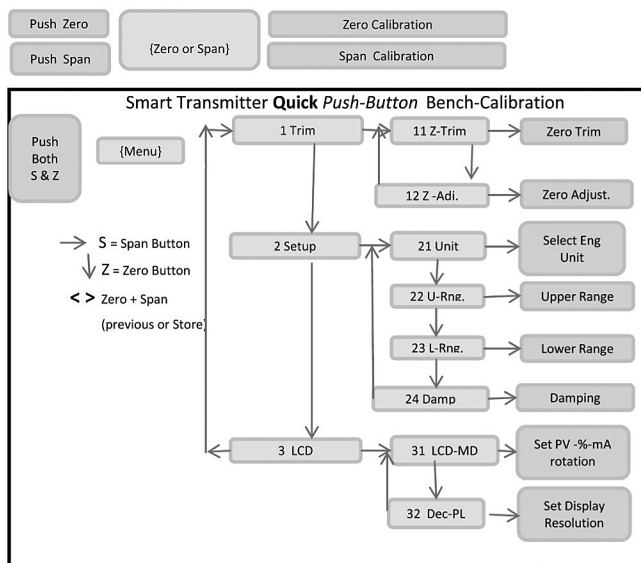 Push Zero
Push Span
{Zero or Span}
Zero Calibration
Span Calibration
Smart Transmitter Quick Push-Button Bench-Calibration
Push
Both
S & Z
{Menu}
1 Trim
11 Z-Trim
Zero Trim
12 Z -Adi.
Zero Adjust.
S = Span Button
Z = Zero Button
< > Zero + Span
(previous or Store)
2 Setup
21 Unit
Select Eng
Unit
22 U-Rng.
Upper Range
23 L-Rng.
Lower Range
24 Damp
Damping
3 LCD
31 LCD-MD
Set PV -%-mA
rotation
32 Dec-PL
Set Display
Resolution